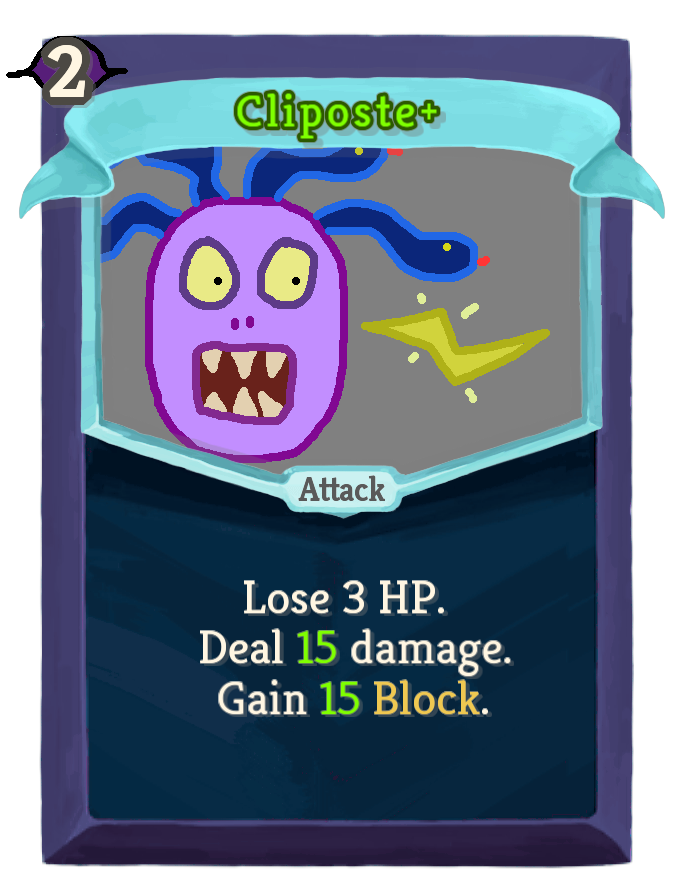 2
Cliposte+
Attack
Lose 3 HP.
Deal 15 damage.
Gain 15 Block.